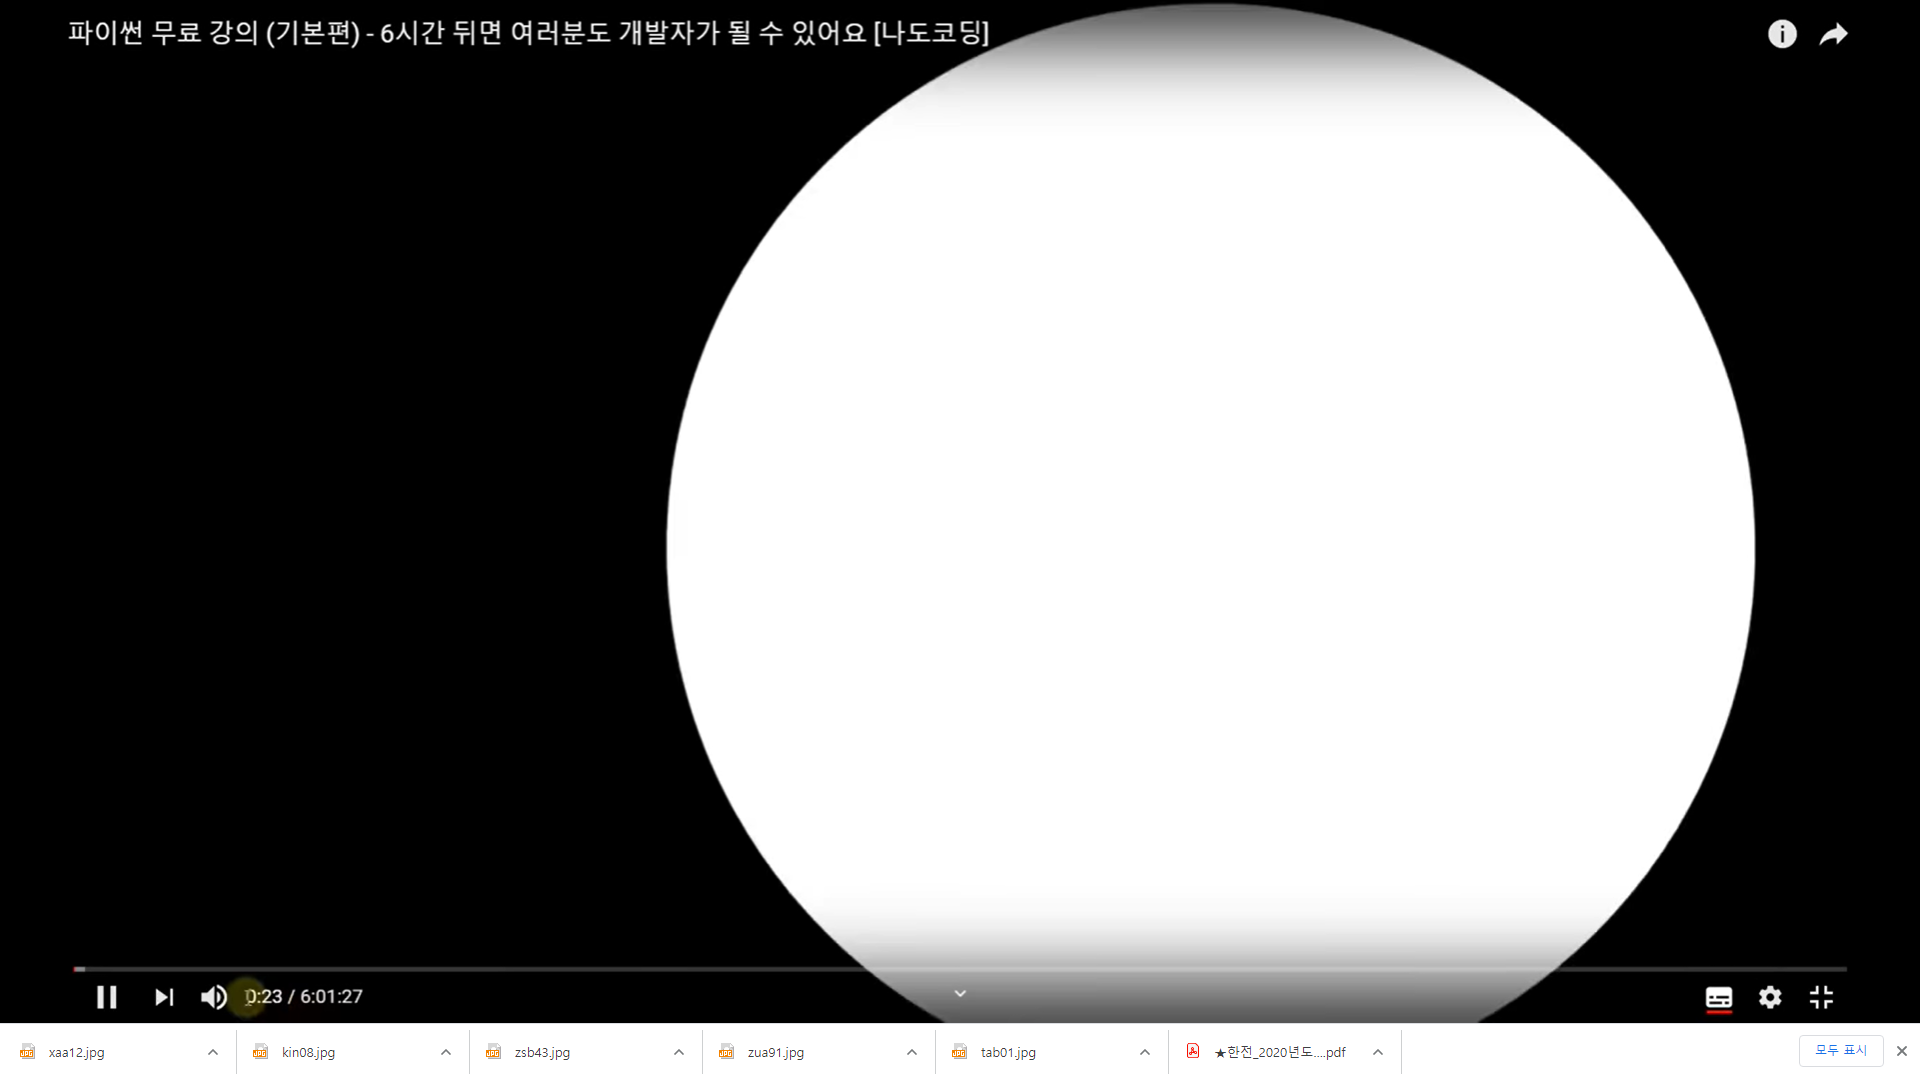 파이썬 무료 강의 (기본편) - 6시간 뒤면 여러분도 개발자가 될 수 있어요 [나도코딩]
0:23 / 6:01:27
xaa12.jpg
kin08.jpg
zsb43.jpg
zua91.jpg
tab01.jpg
★한전_2020년도....pdf
모두 표시